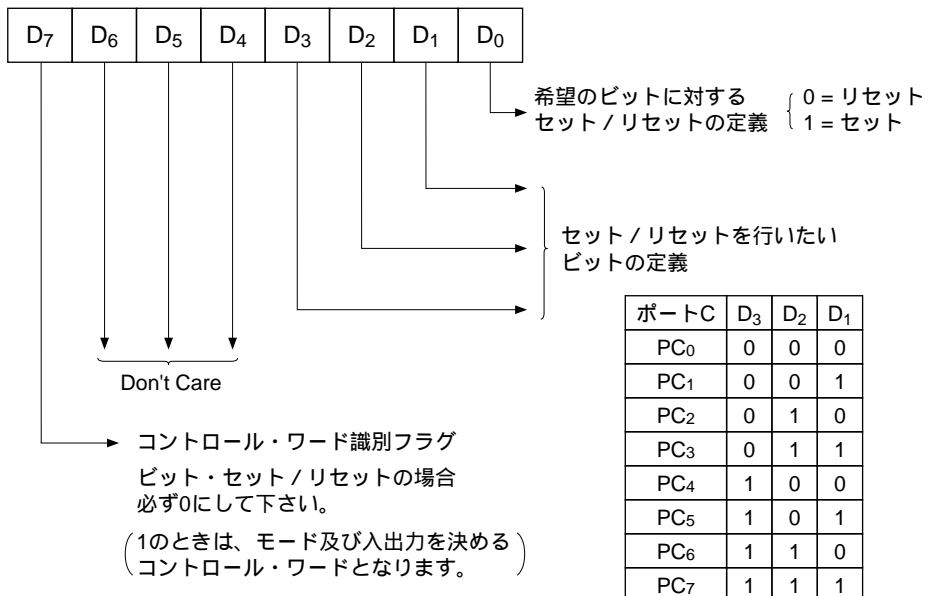 D7 D6 D5 D4 D3 D2 D1 D0
希望のビットに対する
セット / リセットの定義
0 = リセット
1 = セット
セット / リセットを行いたい
ビットの定義
Don't Care
コントロール・ワード識別フラグ
ビット・セット / リセットの場合
必ず0にして下さい。
(1のときは、モード及び入出力を決める
コントロール・ワードとなります。)
ポートC D3 D2 D1
PC0 0 0 0
PC1 0 0 1
PC2 0 1 0
PC3 0 1 1
PC4 1 0 0
PC5 1 0 1
PC6 1 1 0
PC7 1 1 1